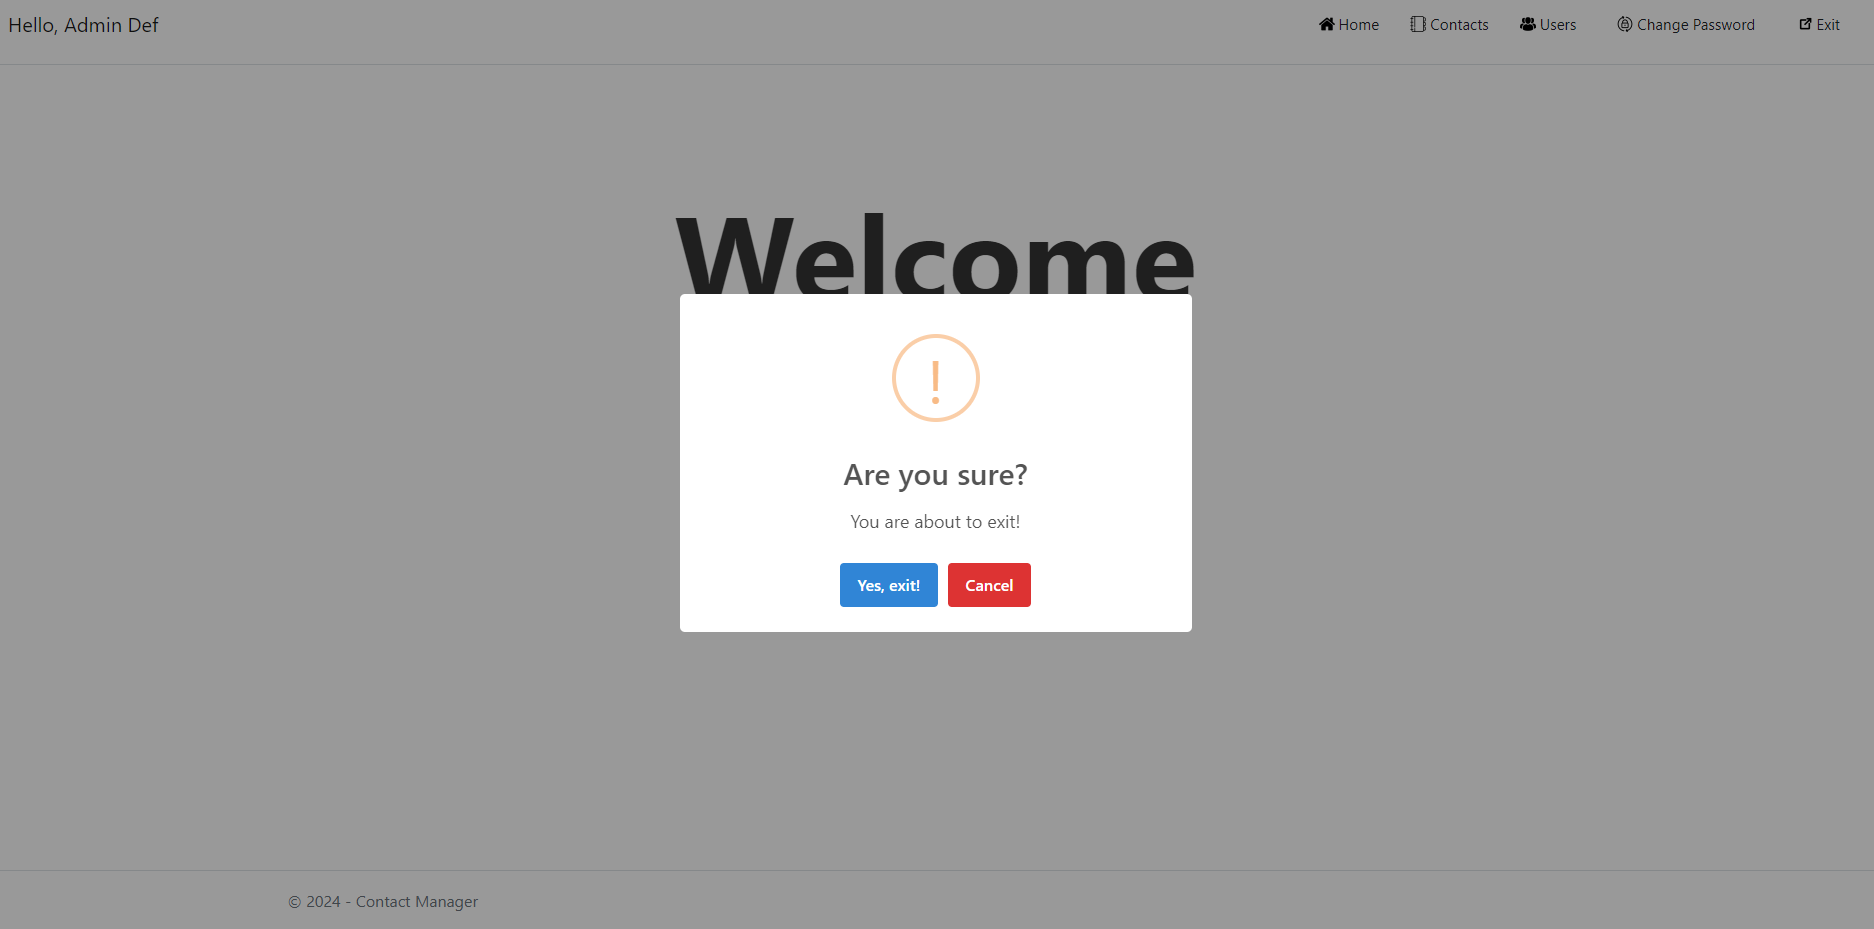 Hello, Admin Def
Home Contacts Users Change Password Exit
Welcome
!
Are you sure?
You are about to exit!
Yes, exit! Cancel
© 2024 - Contact Manager